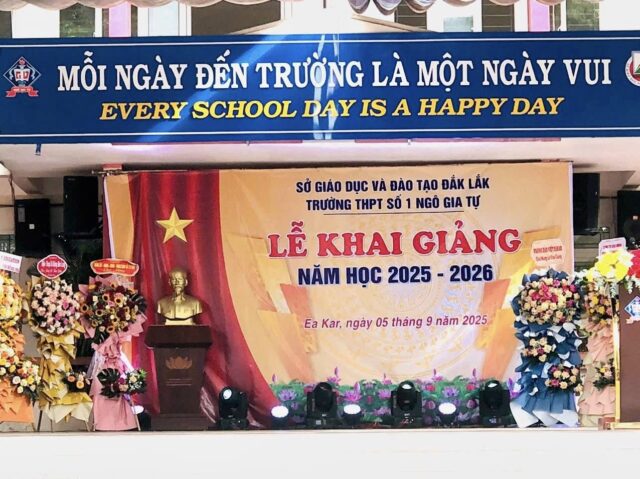 MỖI NGÀY ĐẾN TRƯỜNG LÀ MỘT NGÀY VUI
EVERY SCHOOL DAY IS A HAPPY DAY
SỞ GIÁO DỤC VÀ ĐÀO TẠO ĐẮK LẮK
TRƯỜNG THPT SỐ 1 NGÔ GIA TỰ
LỄ KHAI GIẢNG
NĂM HỌC 2025 - 2026
Ea Kar, ngày 05 tháng 9 năm 2025